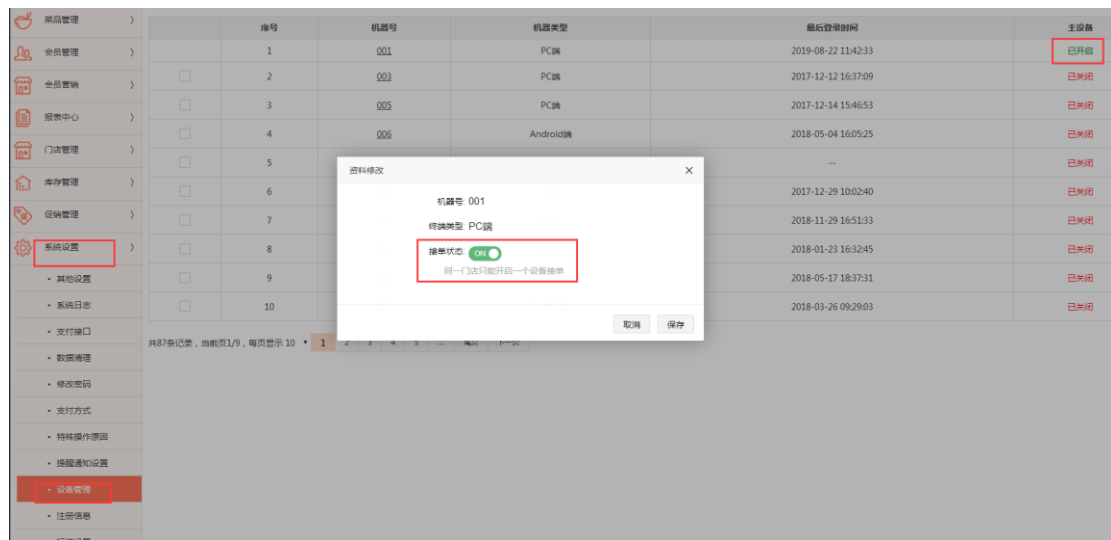 菜品管理
会员管理
会员营销
报表中心
门店管理
库存管理
促销管理
系统设置
• 其他设置
• 系统日志
• 支付接口
• 数据清理
• 修改密码
• 支付方式
• 特殊操作原因
• 提醒通知设置
• 设备管理
• 注册信息
序号 机器号 机器类型 最后登录时间 主设备
1 001 PC端 2019-08-22 11:42:33 已开启
2 003 PC端 2017-12-12 16:37:09 已关闭
3 005 PC端 2017-12-14 15:46:53 已关闭
4 006 Android端 2018-05-04 16:05:25 已关闭
5 -- 已关闭
6 2017-12-29 10:02:40 已关闭
7 2018-11-29 16:51:33 已关闭
8 2018-01-23 16:32:45 已关闭
9 2018-05-17 18:37:31 已关闭
10 2018-03-26 09:29:03 已关闭
资料修改 ×
机器号: 001
终端类型: PC端
接单状态: ON
同一门店只能开启一个设备接单
取消 保存
共87条记录，当前页1/9，每页显示 10 1 2 3 4 5 ... 尾页 下一页